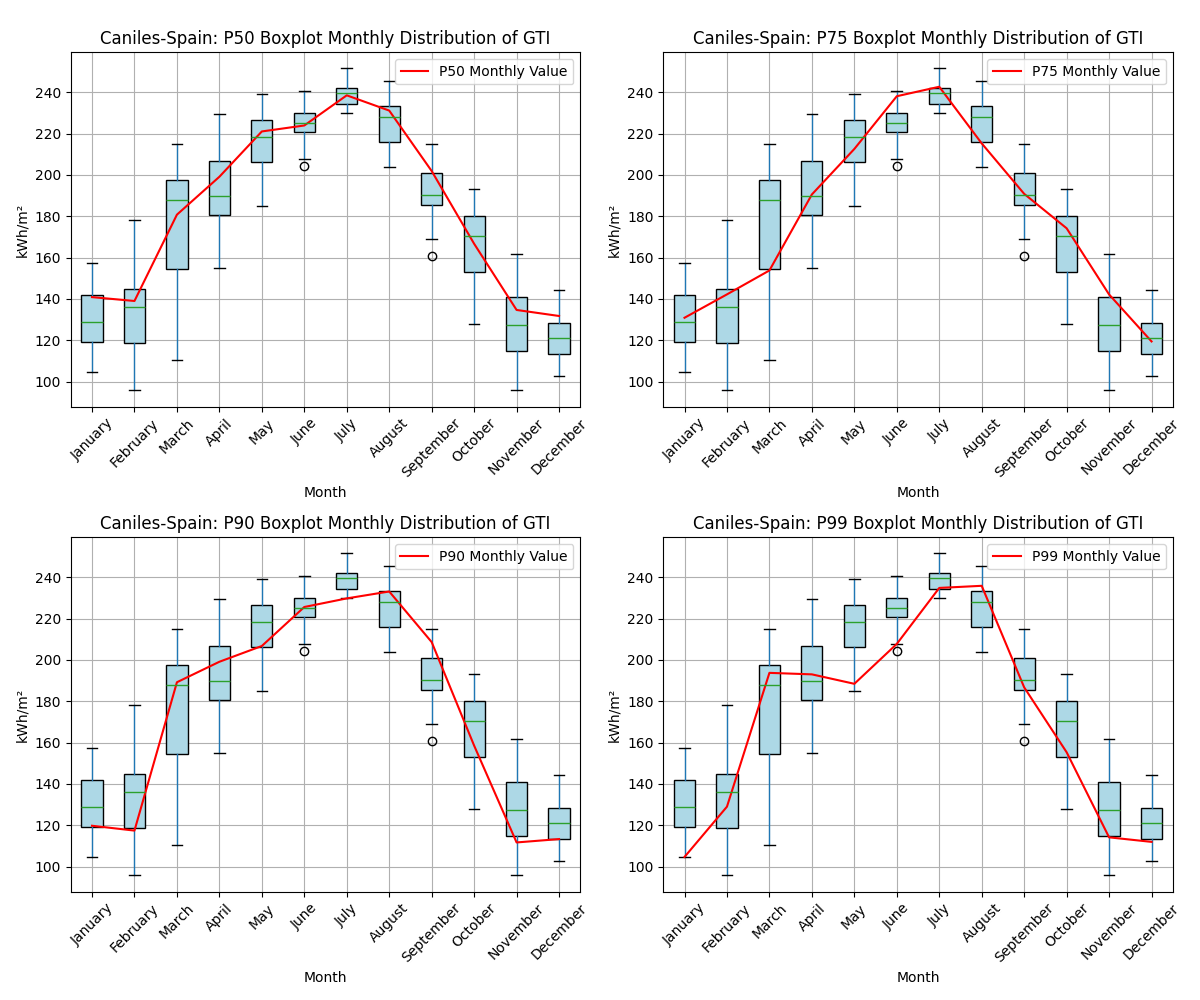 Caniles-Spain: P50 Boxplot Monthly Distribution of GTI
P50 Monthly Value
kWh/m²
240
220
200
180
160
140
120
100
January
February
March
April
May
June
July
August
September
October
November
December
Month
Caniles-Spain: P75 Boxplot Monthly Distribution of GTI
P75 Monthly Value
kWh/m²
240
220
200
180
160
140
120
100
January
February
March
April
May
June
July
August
September
October
November
December
Month
Caniles-Spain: P90 Boxplot Monthly Distribution of GTI
P90 Monthly Value
kWh/m²
240
220
200
180
160
140
120
100
January
February
March
April
May
June
July
August
September
October
November
December
Month
Caniles-Spain: P99 Boxplot Monthly Distribution of GTI
P99 Monthly Value
kWh/m²
240
220
200
180
160
140
120
100
January
February
March
April
May
June
July
August
September
October
November
December
Month